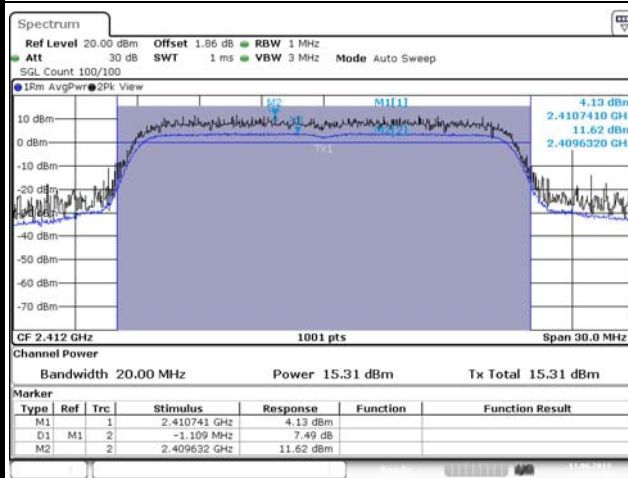 Spectrum
Ref Level 20.00 dBm Offset 1.86 dB RBW 1 MHz
Att 30 dB SWT 1 ms VBW 3 MHz Mode Auto Sweep
SGL Count 100/100
1Rm AvgPwr 2Pk View
M1[1] 4.13 dBm
2.4107410 GHz
M2[2] 11.62 dBm
2.4096320 GHz
M2
TX1
10 dBm
0 dBm
-10 dBm
-20 dBm
-40 dBm
-50 dBm
-60 dBm
-70 dBm
CF 2.412 GHz 1001 pts Span 30.0 MHz
Channel Power
Bandwidth 20.00 MHz Power 15.31 dBm Tx Total 15.31 dBm
Marker
Type Ref Trc Stimulus Response Function Function Result
M1 1 2.410741 GHz 4.13 dBm
D1 M1 2 -1.109 MHz 7.49 dB
M2 2 2.409632 GHz 11.62 dBm